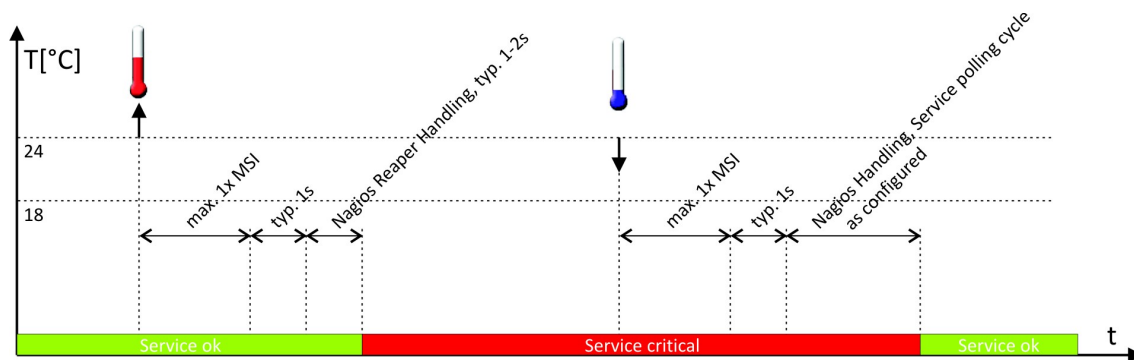 T[°C]
24
18
max. 1x MSI
typ. 1s
Nagios Reaper Handling, typ. 1-2s
max. 1x MSI
typ. 1s
Nagios Handling, Service polling cycle
as configured
Service ok
Service critical
Service ok
t